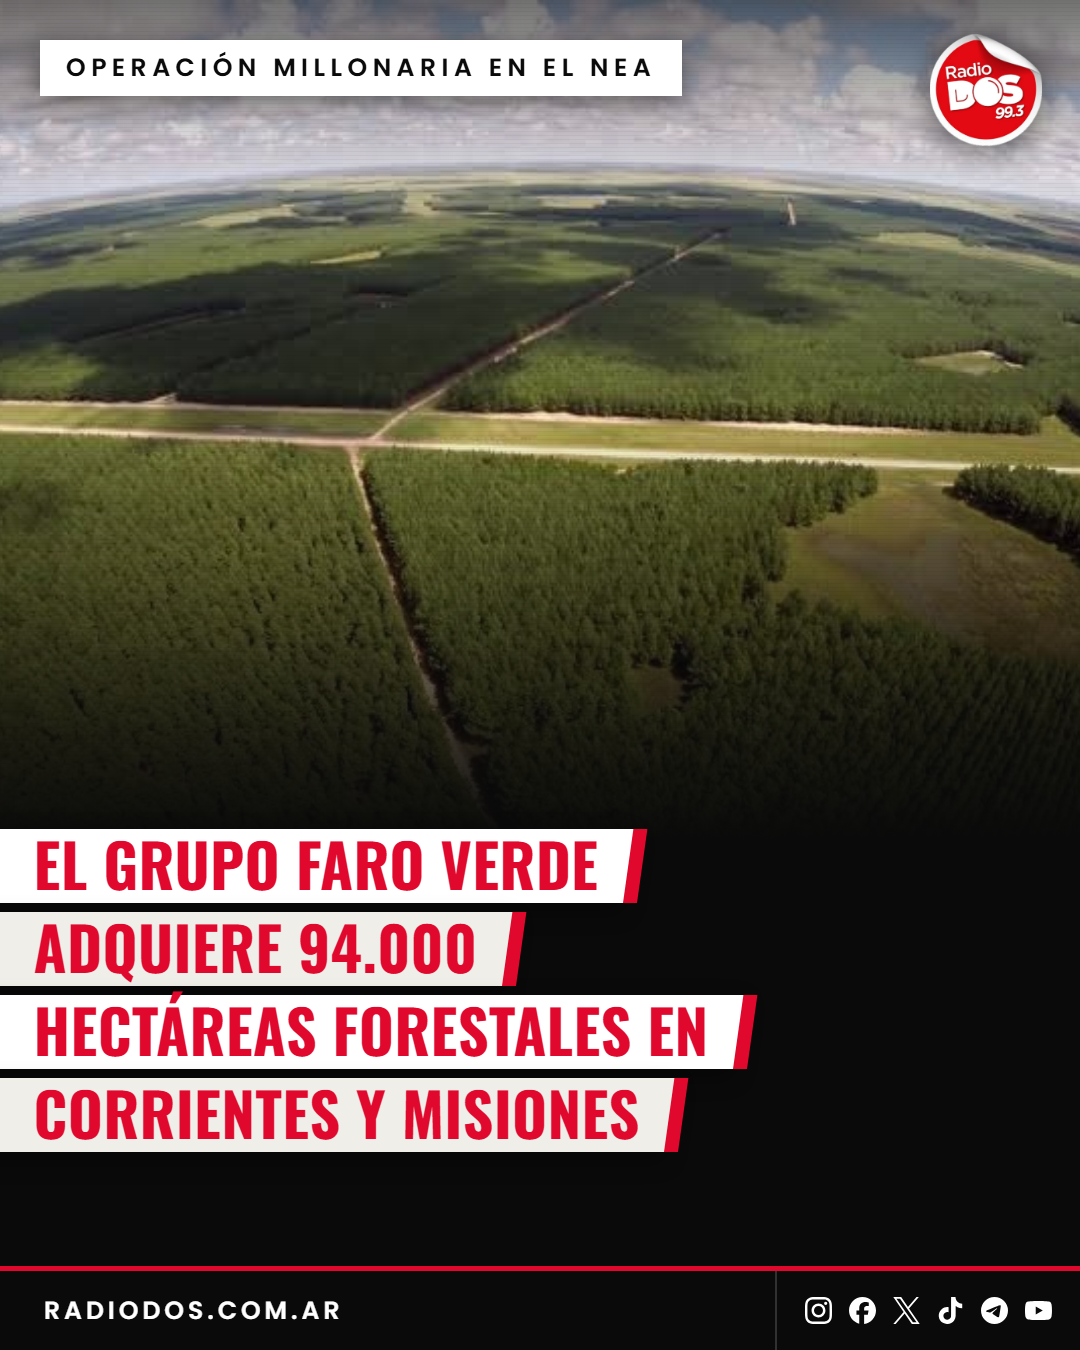 OPERACIÓN MILLONARIA EN EL NEA
Radio
DOS
99.3
EL GRUPO FARO VERDE
ADQUIERE 94.000
HECTÁREAS FORESTALES EN
CORRIENTES Y MISIONES
RADIODOS.COM.AR